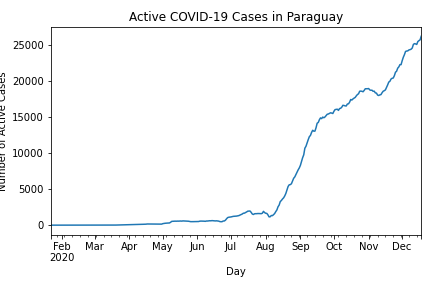 Active COVID-19 Cases in Paraguay
Number of Active Cases
25000
20000
15000
10000
5000
0
Feb Mar Apr May Jun Jul Aug Sep Oct Nov Dec
2020
Day